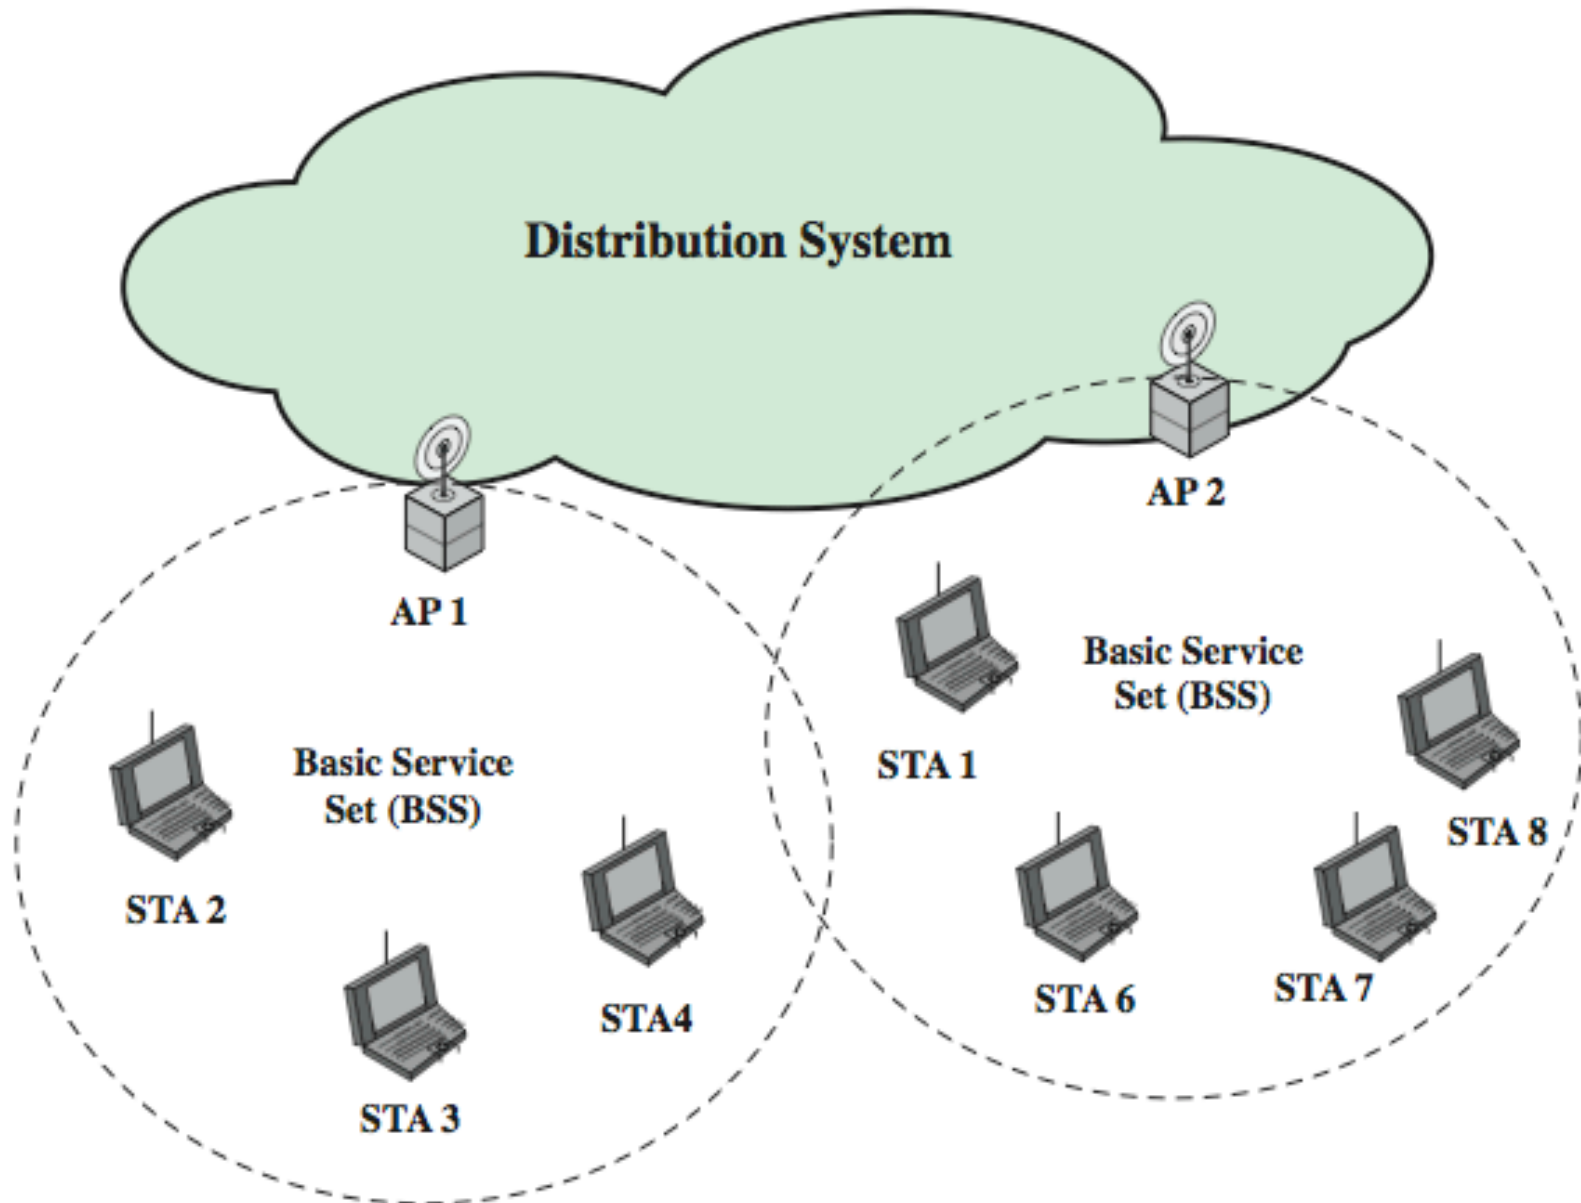 Distribution System
AP 2
AP 1
Basic Service
Set (BSS)
STA 1
Basic Service
Set (BSS)
STA 8
STA 2
STA 6
STA 7
STA4
STA 3